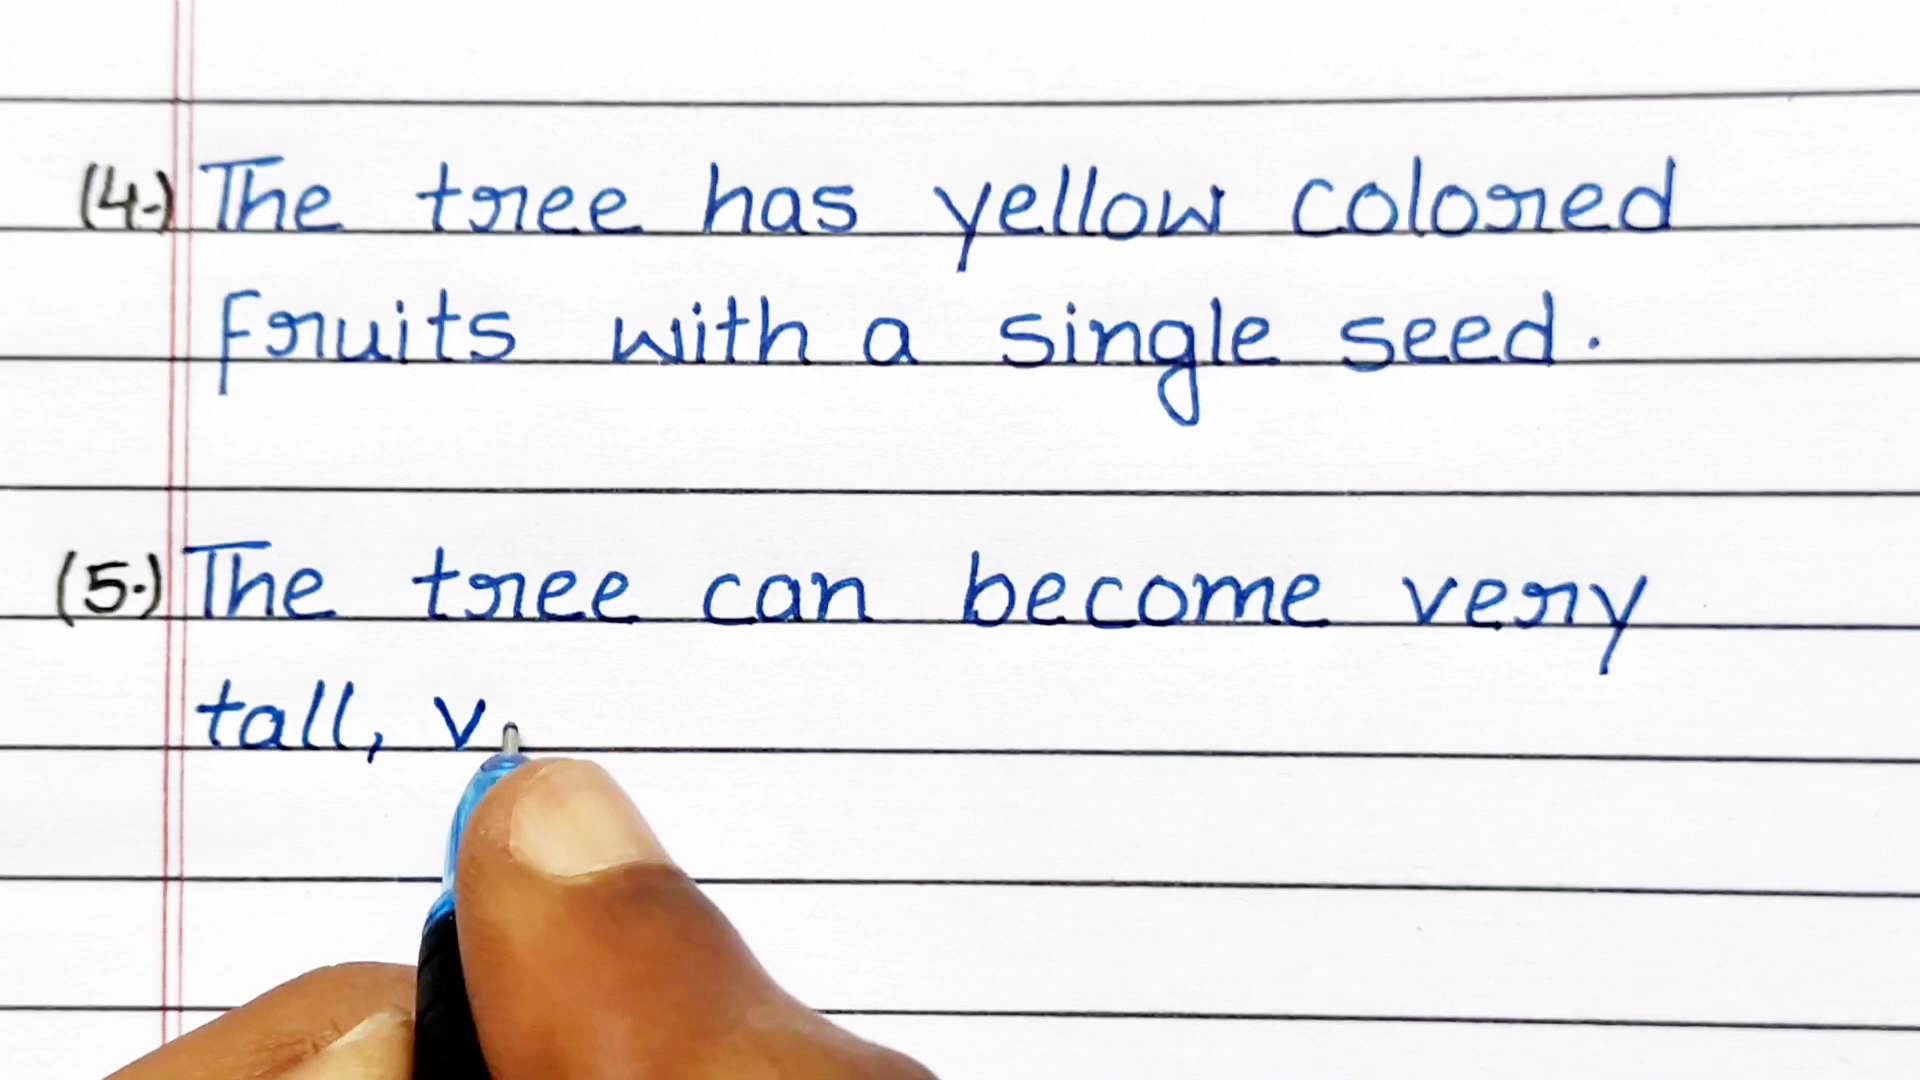 (4.) The tree has yellow colored
fruits with a single seed.
(5.) The tree can become very
tall, v